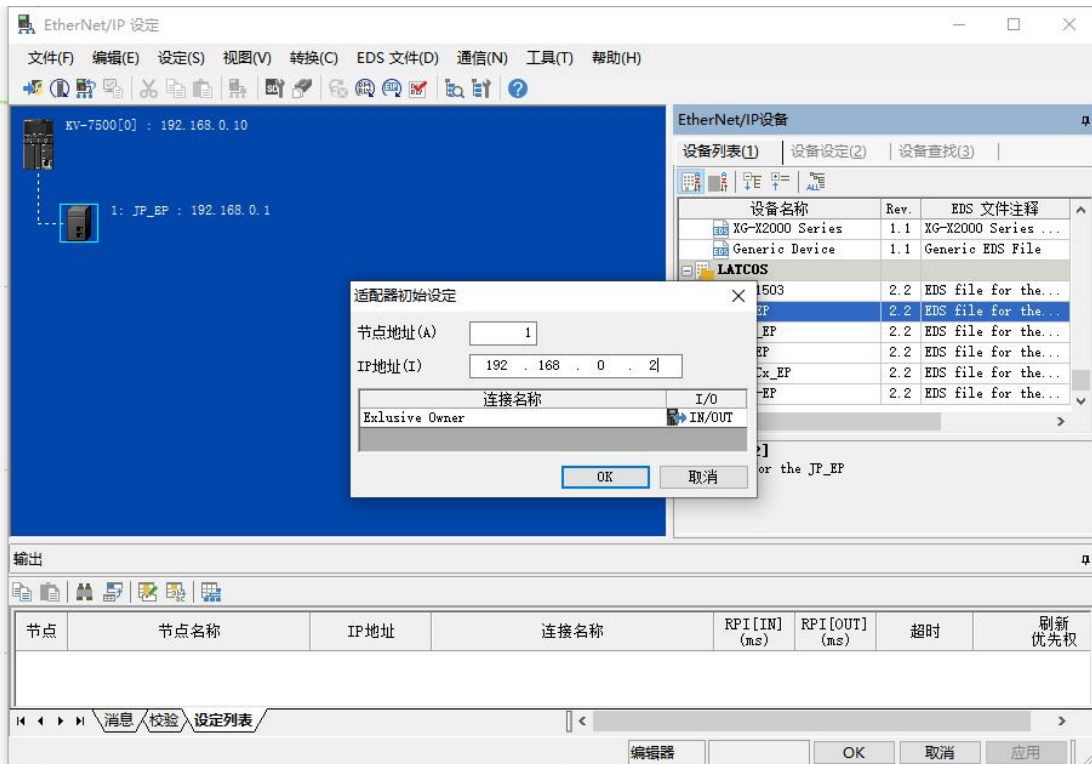 EtherNet/IP 设定
文件(F) 编辑(E) 设定(S) 视图(V) 转换(C) EDS 文件(D) 通信(N) 工具(T) 帮助(H)
KV-7500[0] : 192.168.0.10
1: JP_EP : 192.168.0.1
EtherNet/IP设备
设备列表(1) 设备设定(2) 设备查找(3)
设备名称 Rev. EDS 文件注释
XG-X2000 Series 1.1 XG-X2000 Series ...
Generic Device 1.1 Generic EDS File
LATCOS
1503 2.2 EDS file for the...
EP 2.2 EDS file for the...
_EP 2.2 EDS file for the...
EP 2.2 EDS file for the...
Cx_EP 2.2 EDS file for the...
-EP 2.2 EDS file for the...
or the JP_EP
适配器初始设定
节点地址(A) 1
IP地址(I) 192 . 168 . 0 . 2
连接名称 I/O
Exlusive Owner IN/OUT
OK 取消
输出
节点 节点名称 IP地址 连接名称 RPI[IN] (ms) RPI[OUT] (ms) 超时 刷新 优先权
消息 校验 设定列表
编辑器 OK 取消 应用